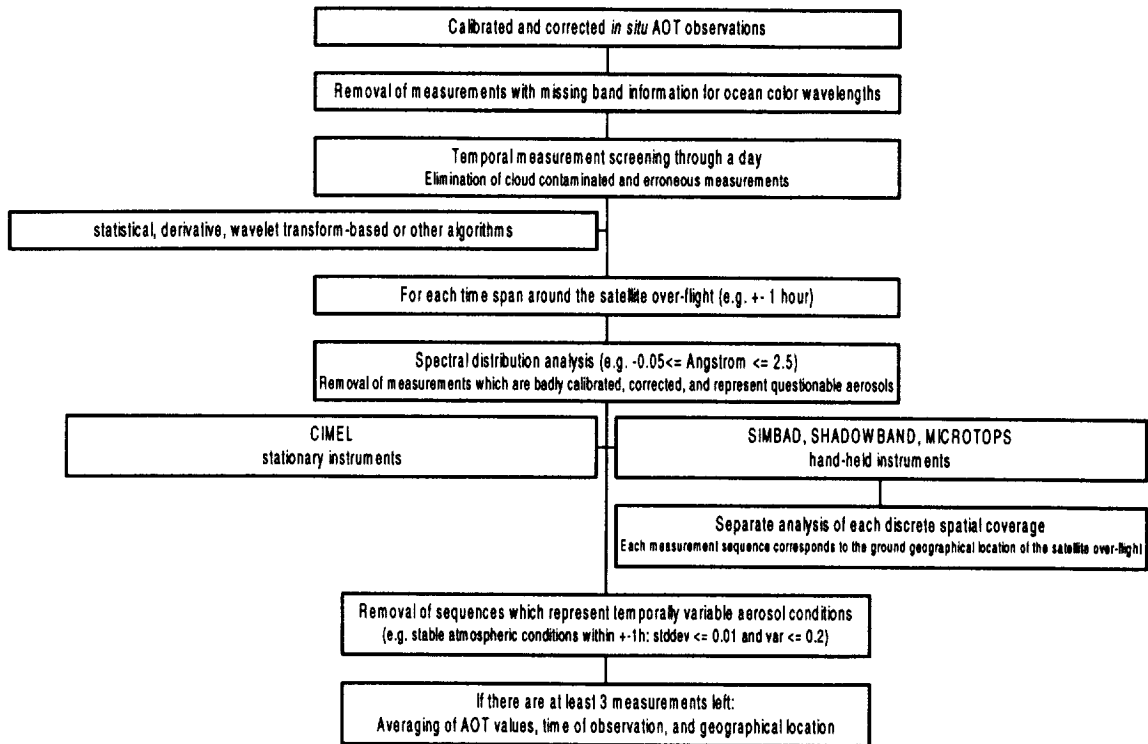 Calibrated and corrected in situ AOT observations
Removal of measurements with missing band information for ocean color wavelengths
Temporal measurement screening through a day
Elimination of cloud contaminated and erroneous measurements
statistical, derivative, wavelet transform-based or other algorithms
For each time span around the satellite over-flight (e.g. +- 1 hour)
Spectral distribution analysis (e.g. -0.05<= Angstrom <= 2.5)
Removal of measurements which are badly calibrated, corrected, and represent questionable aerosols
CIMEL
stationary instruments
SIMBAD, SHADOWBAND, MICROTOPS
hand-held instruments
Separate analysis of each discrete spatial coverage
Each measurement sequence corresponds to the ground geographical location of the satellite over-flight
Removal of sequences which represent temporally variable aerosol conditions
(e.g. stable atmospheric conditions within +-1h: stddev <= 0.01 and var <= 0.2)
If there are at least 3 measurements left:
Averaging of AOT values, time of observation, and geographical location